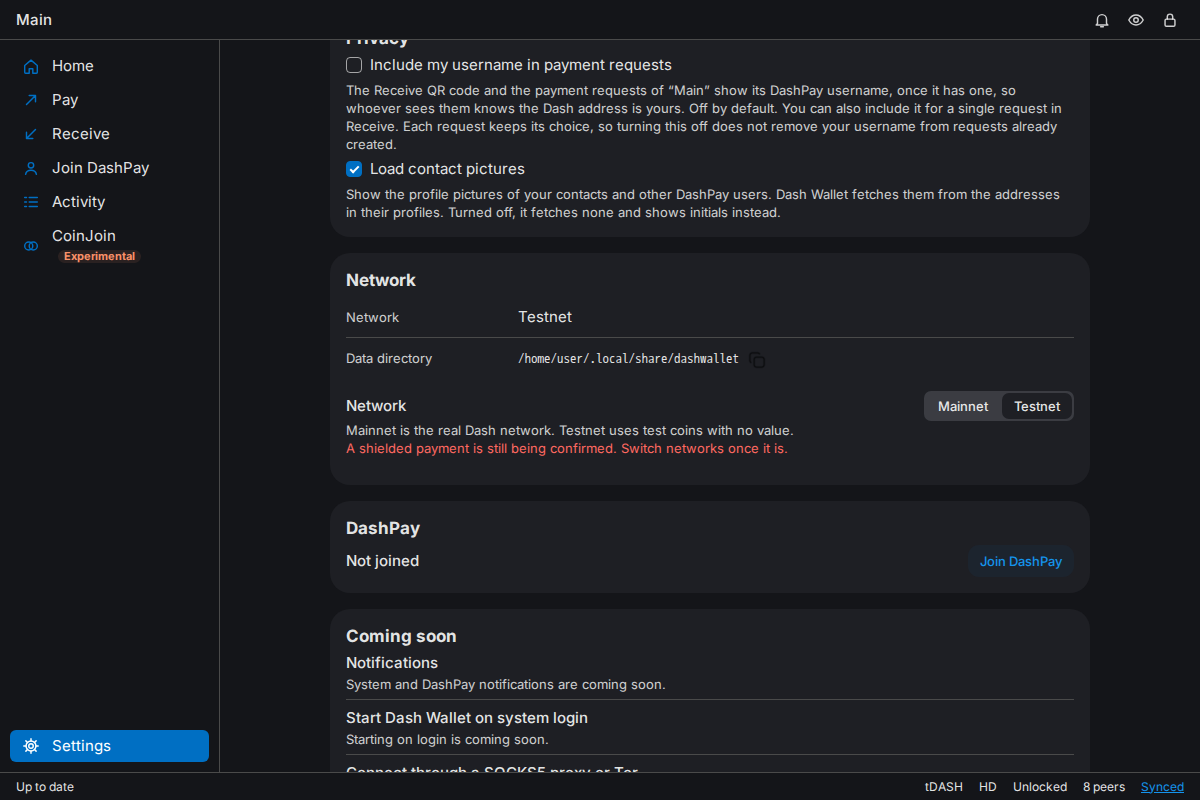 Main
Home
Pay
Receive
Join DashPay
Activity
CoinJoin
Experimental
Settings
Privacy
Include my username in payment requests
The Receive QR code and the payment requests of “Main” show its DashPay username, once it has one, so
whoever sees them knows the Dash address is yours. Off by default. You can also include it for a single request in
Receive. Each request keeps its choice, so turning this off does not remove your username from requests already
created.
Load contact pictures
Show the profile pictures of your contacts and other DashPay users. Dash Wallet fetches them from the addresses
in their profiles. Turned off, it fetches none and shows initials instead.
Network
Network Testnet
Data directory /home/user/.local/share/dashwallet
Network
Mainnet Testnet
Mainnet is the real Dash network. Testnet uses test coins with no value.
A shielded payment is still being confirmed. Switch networks once it is.
DashPay
Not joined
Join DashPay
Coming soon
Notifications
System and DashPay notifications are coming soon.
Start Dash Wallet on system login
Starting on login is coming soon.
Connect through a SOCKS5 proxy or Tor
Up to date
tDASH HD Unlocked 8 peers Synced